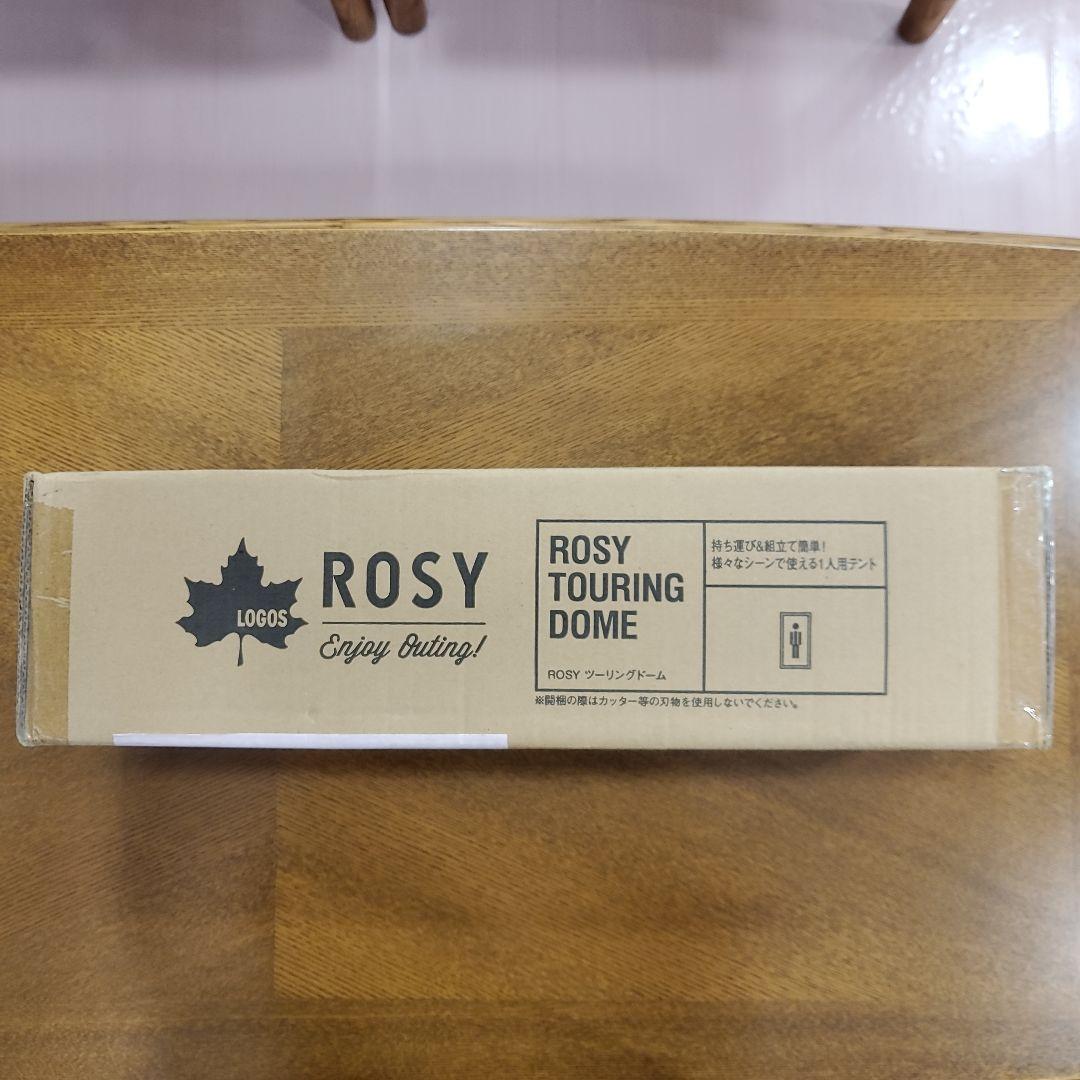 LOGOS
ROSY
Enjoy Outing!
ROSY
TOURING
DOME
ROSY ツーリングドーム
持ち運び&組立て簡単!
様々なシーンで使える1人用テント
※開梱の際はカッター等の刃物を使用しないでください。